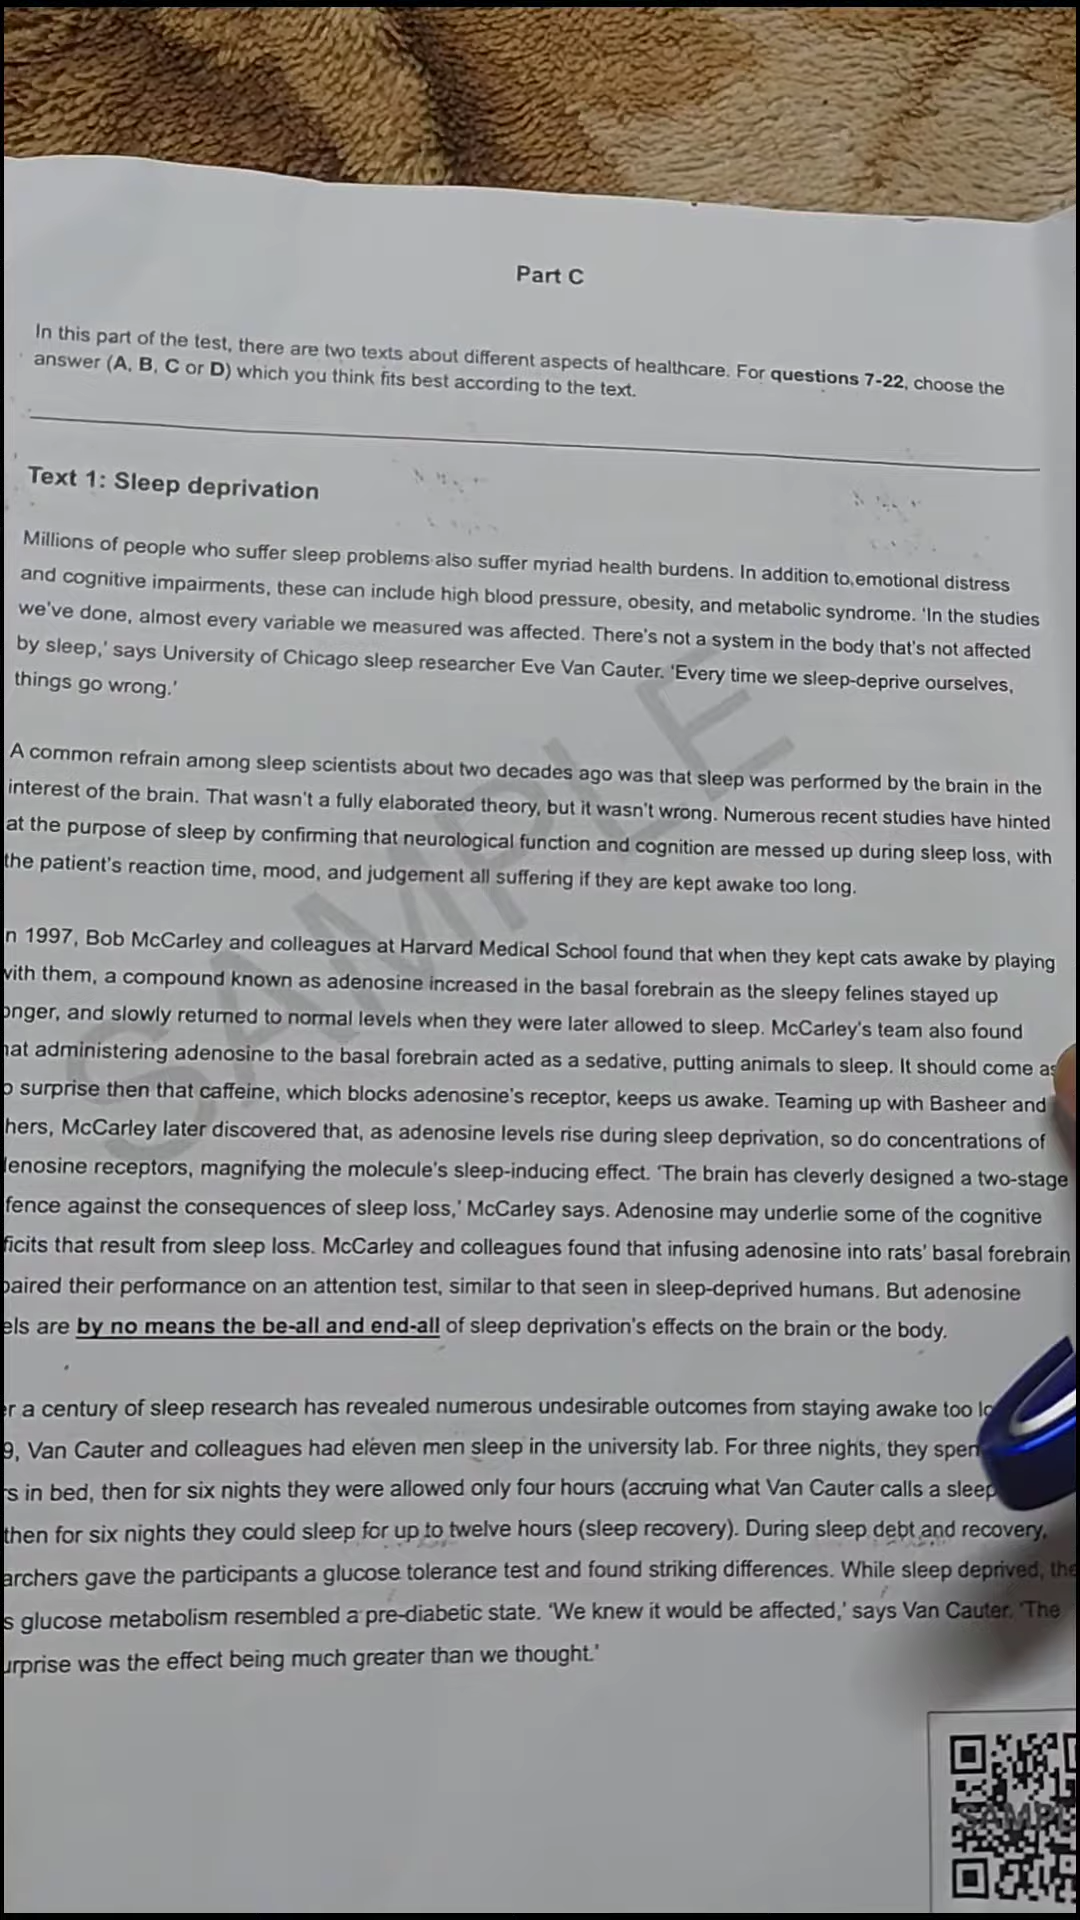 Part C
In this part of the test, there are two texts about different aspects of healthcare. For questions 7-22, choose the
answer (A, B, C or D) which you think fits best according to the text.
Text 1: Sleep deprivation
Millions of people who suffer sleep problems also suffer myriad health burdens. In addition to emotional distress
and cognitive impairments, these can include high blood pressure, obesity, and metabolic syndrome. 'In the studies
we've done, almost every variable we measured was affected. There's not a system in the body that's not affected
by sleep,' says University of Chicago sleep researcher Eve Van Cauter. 'Every time we sleep-deprive ourselves,
things go wrong.'
A common refrain among sleep scientists about two decades ago was that sleep was performed by the brain in the
interest of the brain. That wasn't a fully elaborated theory, but it wasn't wrong. Numerous recent studies have hinted
at the purpose of sleep by confirming that neurological function and cognition are messed up during sleep loss, with
the patient's reaction time, mood, and judgement all suffering if they are kept awake too long.
n 1997, Bob McCarley and colleagues at Harvard Medical School found that when they kept cats awake by playing
with them, a compound known as adenosine increased in the basal forebrain as the sleepy felines stayed up
onger, and slowly returned to normal levels when they were later allowed to sleep. McCarley's team also found
hat administering adenosine to the basal forebrain acted as a sedative, putting animals to sleep. It should come as
o surprise then that caffeine, which blocks adenosine's receptor, keeps us awake. Teaming up with Basheer and
hers, McCarley later discovered that, as adenosine levels rise during sleep deprivation, so do concentrations of
lenosine receptors, magnifying the molecule's sleep-inducing effect. 'The brain has cleverly designed a two-stage
fence against the consequences of sleep loss,' McCarley says. Adenosine may underlie some of the cognitive
ficits that result from sleep loss. McCarley and colleagues found that infusing adenosine into rats' basal forebrain
paired their performance on an attention test, similar to that seen in sleep-deprived humans. But adenosine
els are by no means the be-all and end-all of sleep deprivation's effects on the brain or the body.
er a century of sleep research has revealed numerous undesirable outcomes from staying awake too lo
9, Van Cauter and colleagues had eleven men sleep in the university lab. For three nights, they spen
rs in bed, then for six nights they were allowed only four hours (accruing what Van Cauter calls a sleep
then for six nights they could sleep for up to twelve hours (sleep recovery). During sleep debt and recovery,
archers gave the participants a glucose tolerance test and found striking differences. While sleep deprived, the
s glucose metabolism resembled a pre-diabetic state. 'We knew it would be affected,' says Van Cauter. 'The
urprise was the effect being much greater than we thought.'
SAMPLE
SAMPL